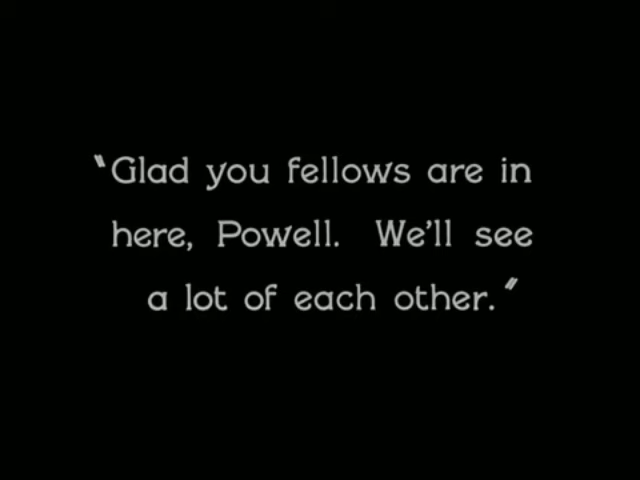 "Glad you fellows are in
here, Powell. We'll see
a lot of each other."